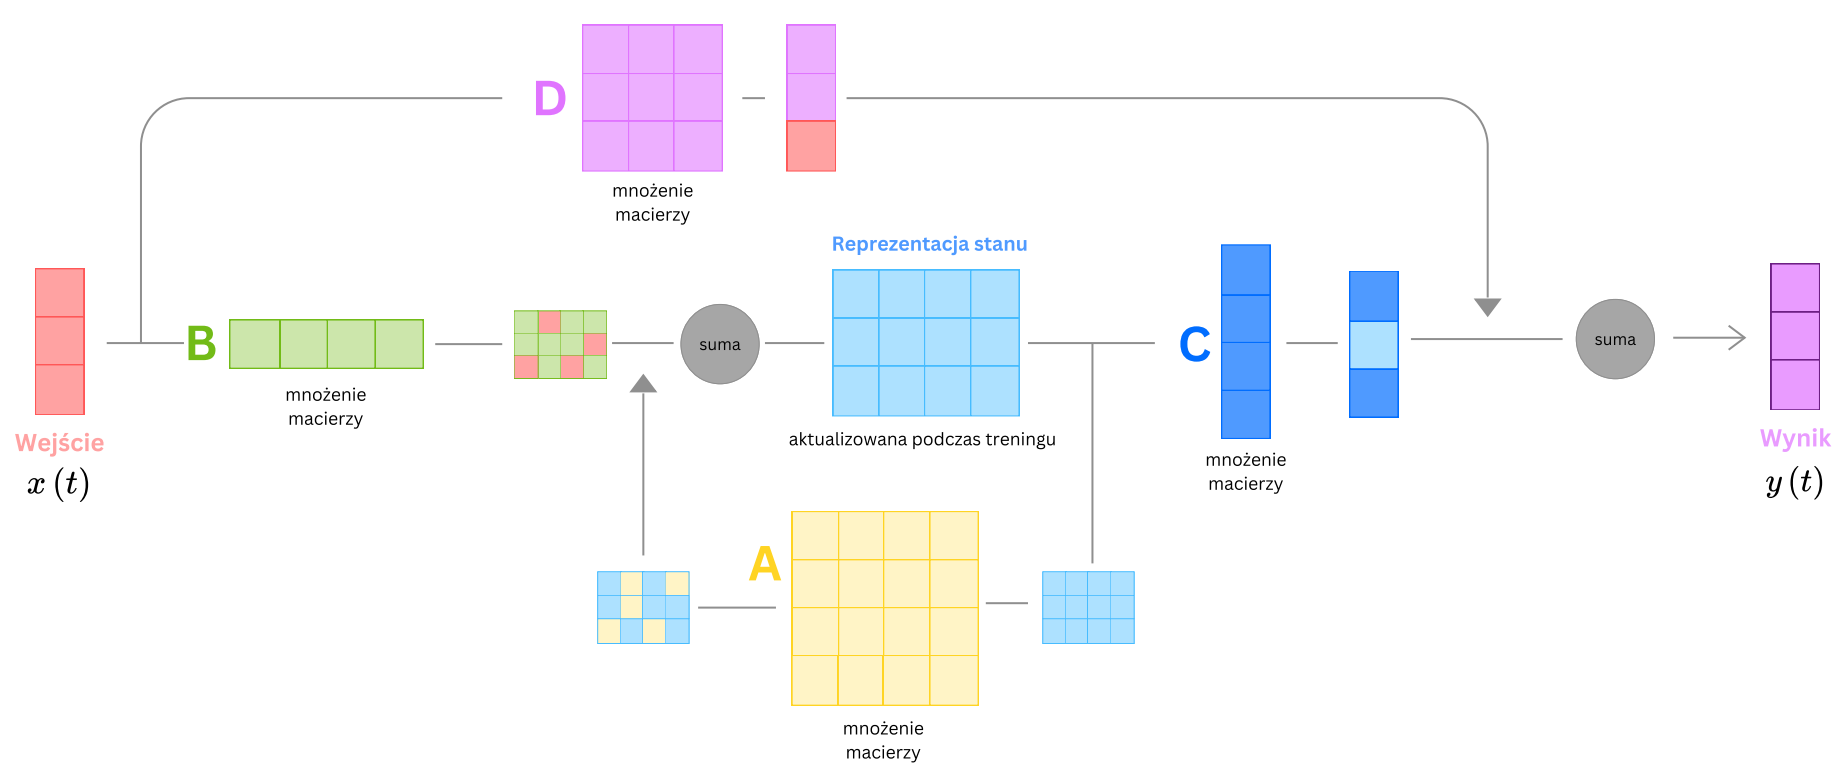 D
mnożenie
macierzy
Reprezentacja stanu
B
suma
C
suma
mnożenie
macierzy
aktualizowana podczas treningu
Wejście
x (t)
Wynik
y (t)
mnożenie
macierzy
A
mnożenie
macierzy